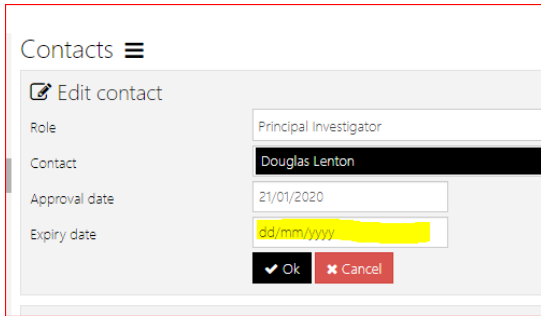 Contacts
Edit contact
Role Principal Investigator
Contact Douglas Lenton
Approval date 21/01/2020
Expiry date dd/mm/yyyy
Ok Cancel